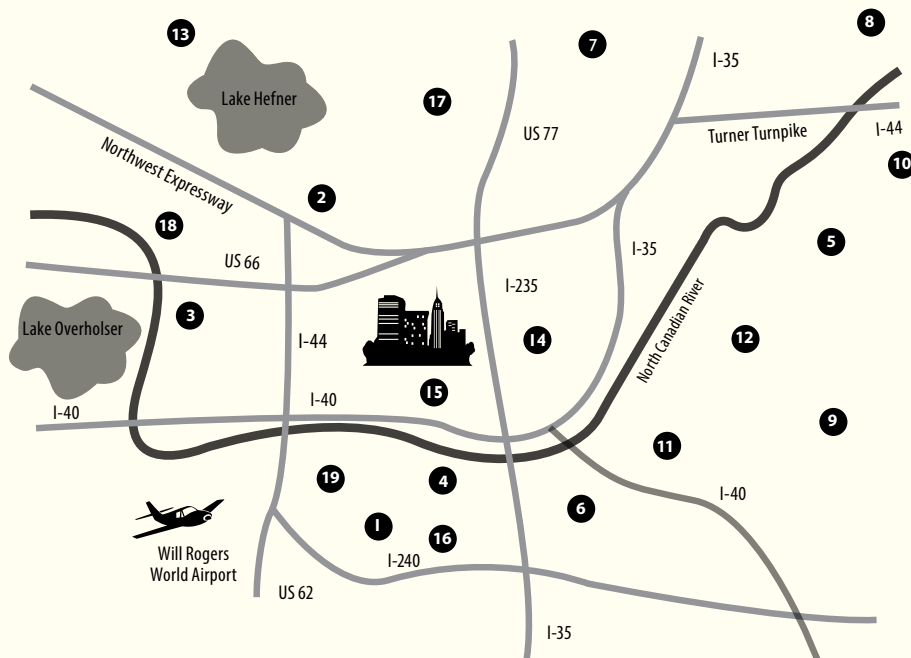 8
13
7
I-35
Lake Hefner
17
US 77
I-44
Turner Turnpike
10
Northwest Expressway
2
18
5
I-35
US 66
I-235
3
Lake Overholser
North Canadian River
I-44
14
12
15
I-40
I-40
9
11
19
4
I-40
6
1
16
Will Rogers
World Airport
I-240
US 62
I-35